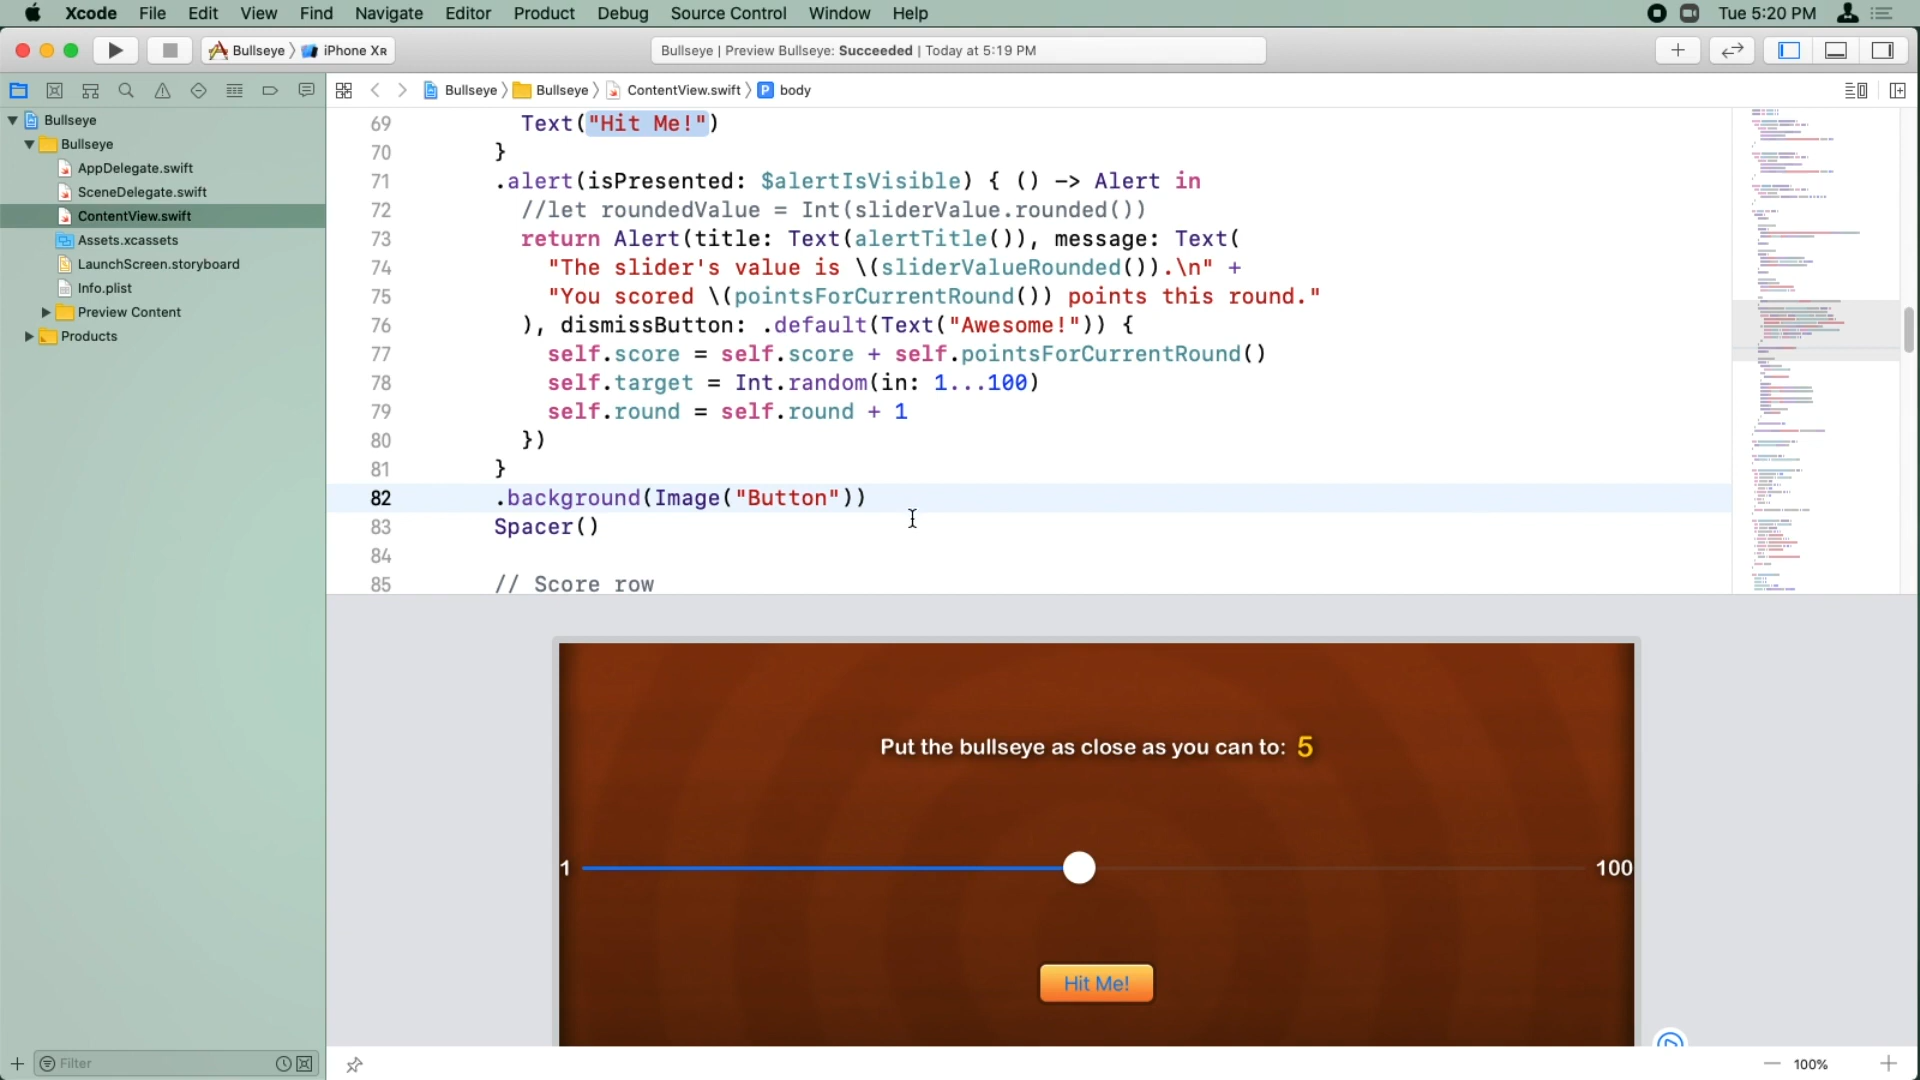 Xcode File Edit View Find Navigate Editor Product Debug Source Control Window Help Tue 5:20 PM
Bullseye iPhone XR Bullseye | Preview Bullseye: Succeeded | Today at 5:19 PM
Bullseye Bullseye ContentView.swift P body
Bullseye
Bullseye
AppDelegate.swift
SceneDelegate.swift
ContentView.swift
Assets.xcassets
LaunchScreen.storyboard
Info.plist
Preview Content
Products
69 Text("Hit Me!")
70 }
71 .alert(isPresented: $alertIsVisible) { () -> Alert in
72 //let roundedValue = Int(sliderValue.rounded())
73 return Alert(title: Text(alertTitle()), message: Text(
74 "The slider's value is \(sliderValueRounded()).\n" +
75 "You scored \(pointsForCurrentRound()) points this round."
76 ), dismissButton: .default(Text("Awesome!")) {
77 self.score = self.score + self.pointsForCurrentRound()
78 self.target = Int.random(in: 1...100)
79 self.round = self.round + 1
80 })
81 }
82 .background(Image("Button"))
83 Spacer()
84
85 // Score row
Put the bullseye as close as you can to: 5
1 100
Hit Me!
Filter
100%